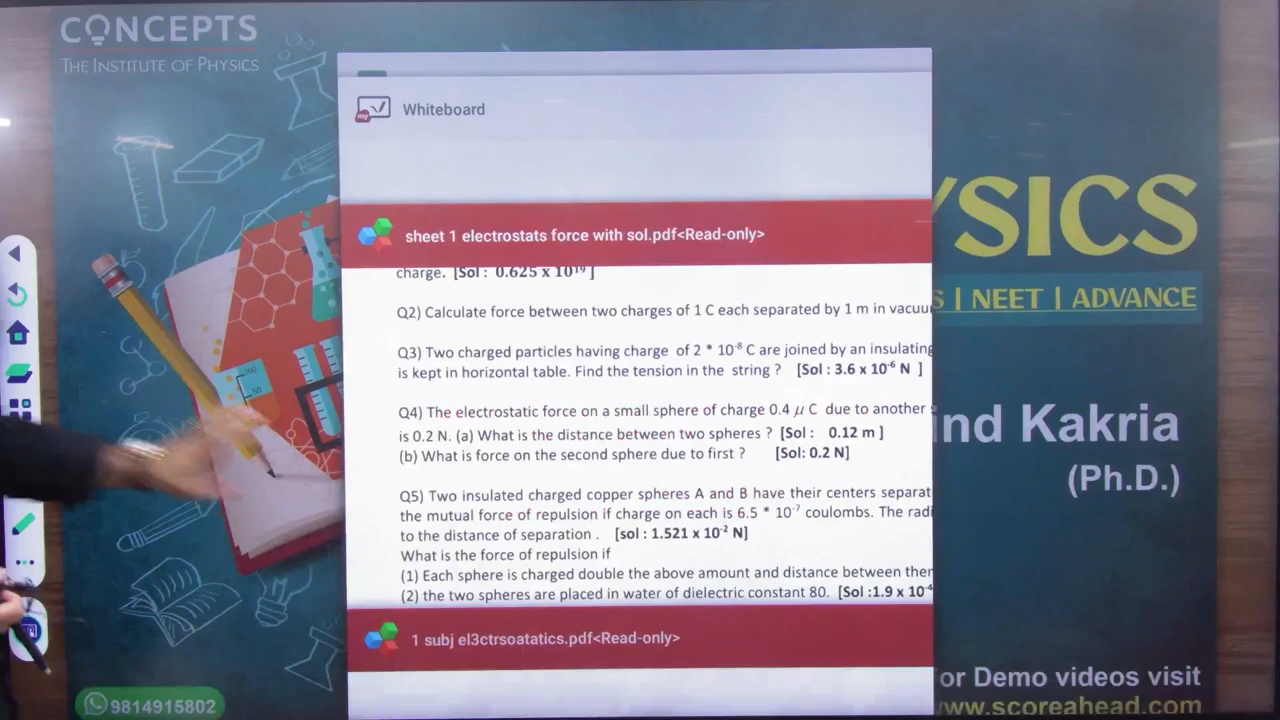 CONCEPTS
THE INSTITUTE OF PHYSICS
Whiteboard
my
sheet 1 electrostats force with sol.pdf<Read-only>
charge. [Sol : 0.625 x 10¹⁹ ]
Q2) Calculate force between two charges of 1 C each separated by 1 m in vacuu
Q3) Two charged particles having charge of 2 * 10⁻⁸ C are joined by an insulating
is kept in horizontal table. Find the tension in the string ? [Sol : 3.6 x 10⁻⁶ N ]
Q4) The electrostatic force on a small sphere of charge 0.4 μ C due to another
is 0.2 N. (a) What is the distance between two spheres ? [Sol : 0.12 m ]
(b) What is force on the second sphere due to first ? [Sol: 0.2 N]
Q5) Two insulated charged copper spheres A and B have their centers separat
the mutual force of repulsion if charge on each is 6.5 * 10⁻⁷ coulombs. The radi
to the distance of separation . [sol : 1.521 x 10⁻² N]
What is the force of repulsion if
(1) Each sphere is charged double the above amount and distance between ther
(2) the two spheres are placed in water of dielectric constant 80. [Sol :1.9 x 10⁻⁴
1 subj el3ctrsoatatics.pdf<Read-only>
YSICS
S | NEET | ADVANCE
ind Kakria
(Ph.D.)
or Demo videos visit
www.scoreahead.com
9814915802
100
50